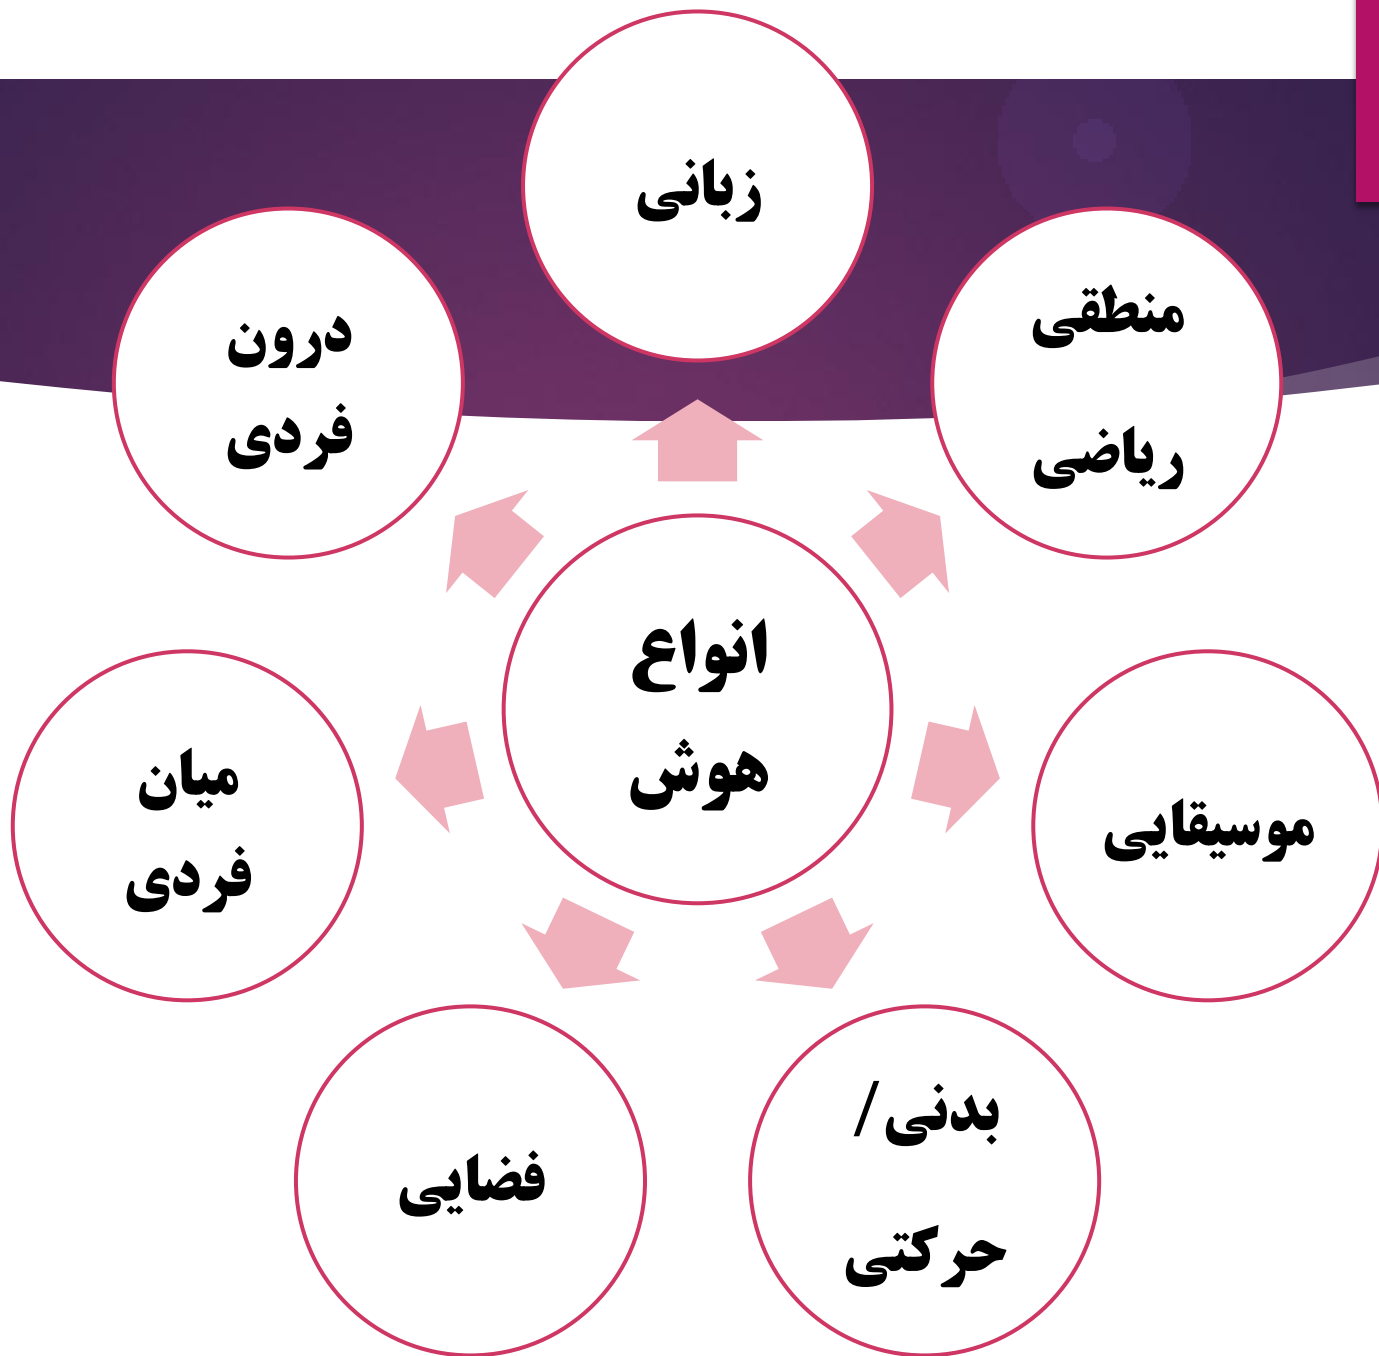 زبانی
منطقی
ریاضی
موسیقایی
بدنی/
حرکتی
فضایی
میان
فردی
درون
فردی
انواع
هوش